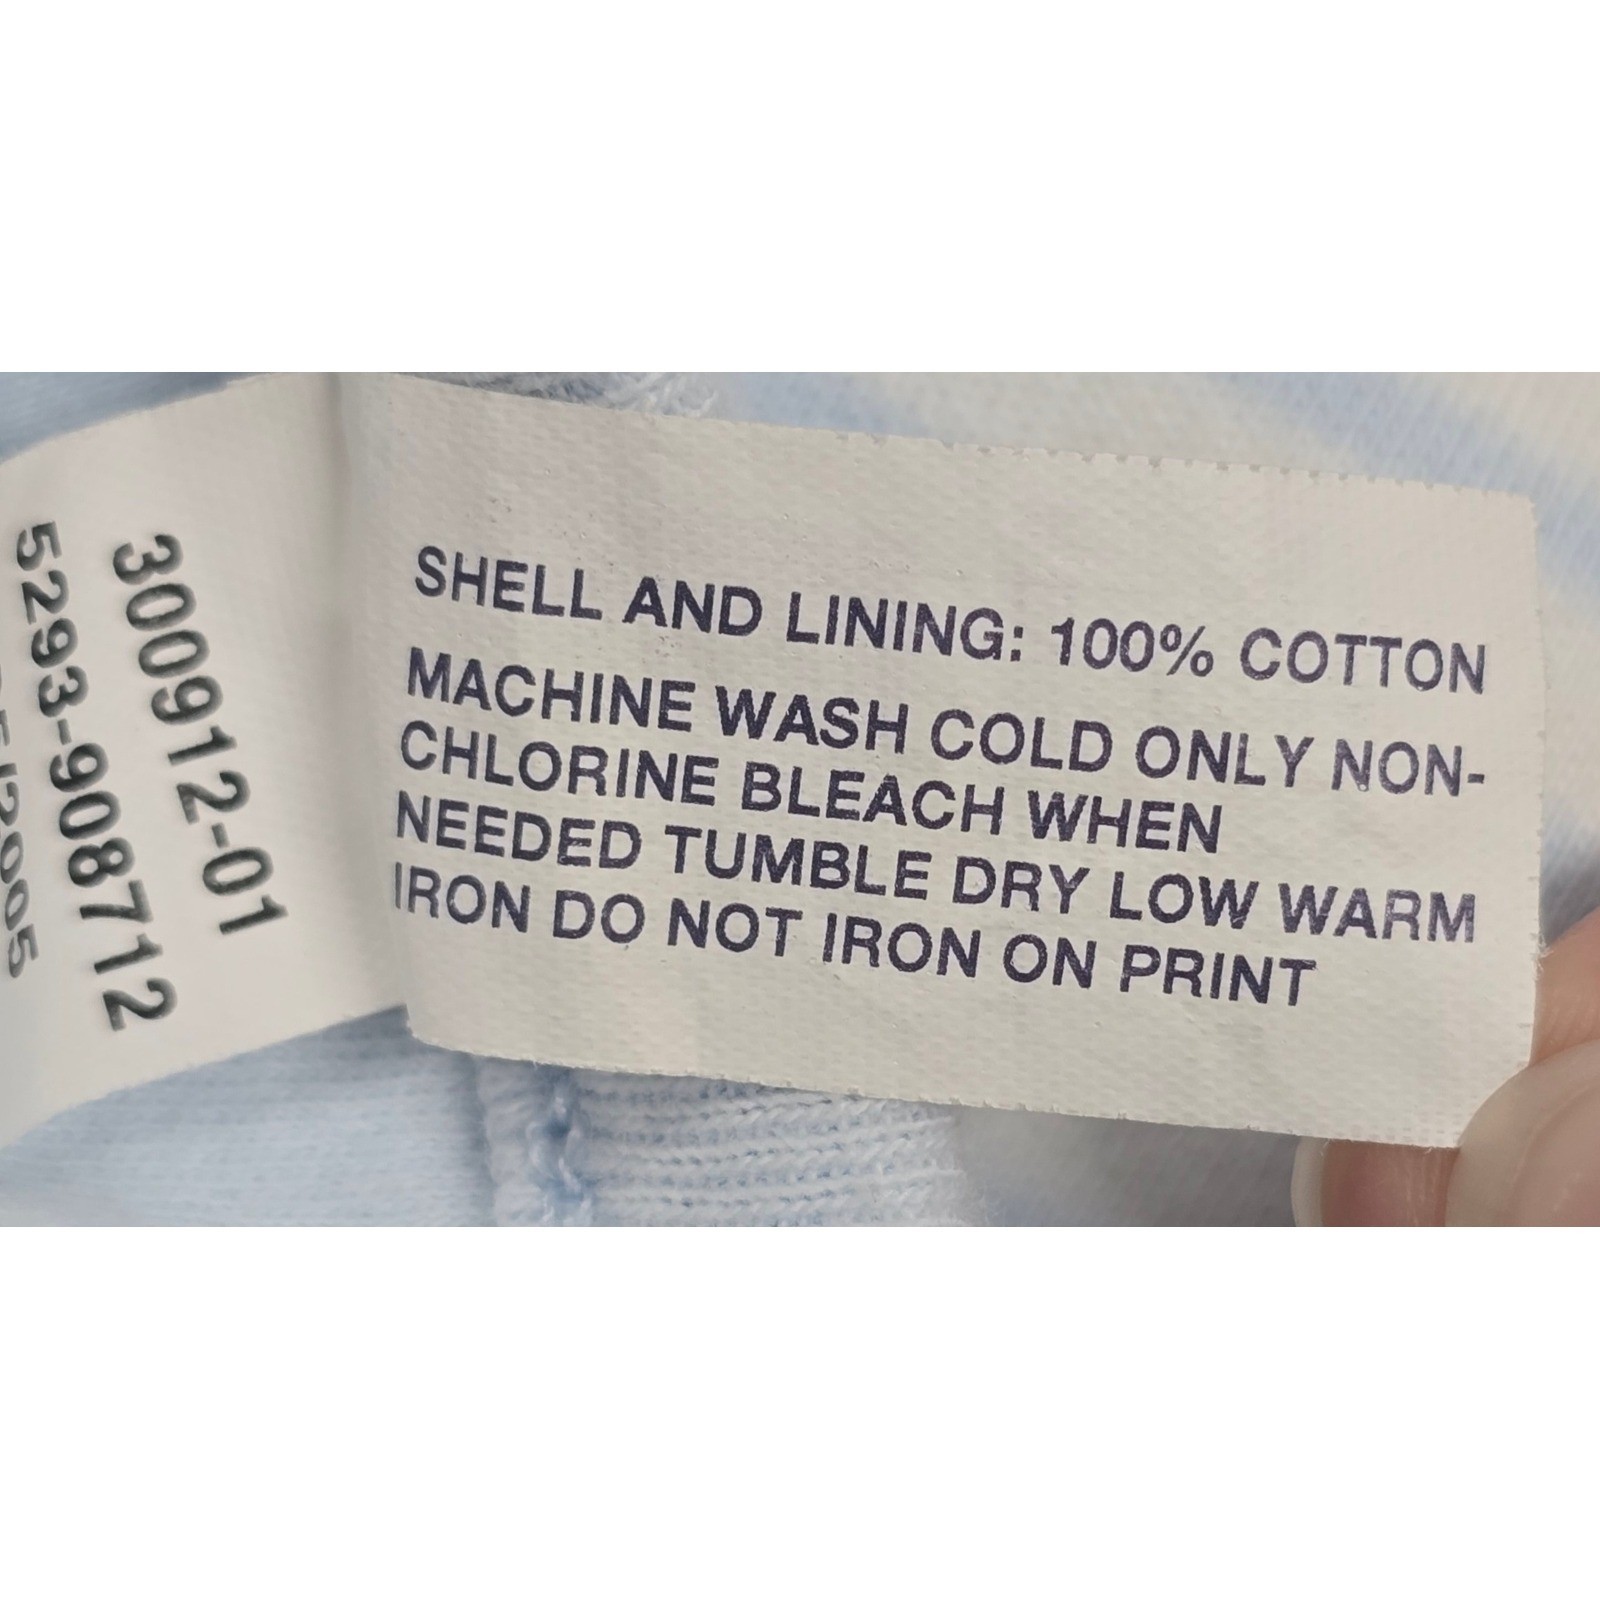 SHELL AND LINING: 100% COTTON
MACHINE WASH COLD ONLY NON-
CHLORINE BLEACH WHEN
NEEDED TUMBLE DRY LOW WARM
IRON DO NOT IRON ON PRINT
3009912-01
5293-908712